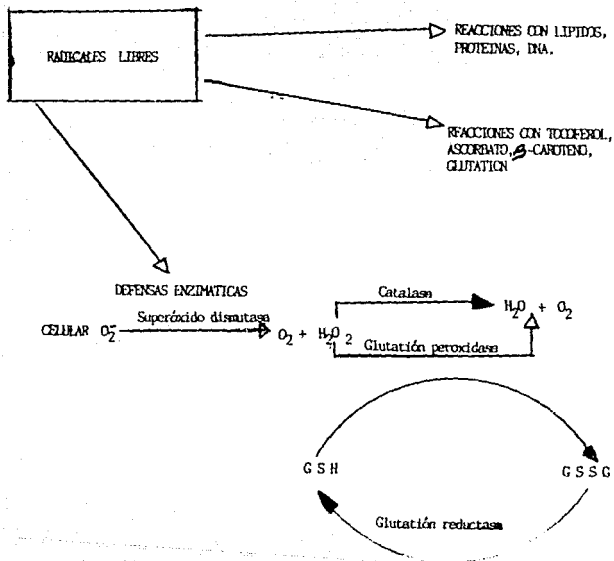 RADICALES LIBRES
REACCIONES CON LIPIDOS,
PROTEINAS, DNA.
REACCIONES CON TOCOFEROL,
ASCORBATO, β-CAROTENO,
GLUTATION
DEFENSAS ENZIMATICAS
CELULAR O₂⁻
Superóxido dismutasa
O₂ + H₂O₂
Catalasa
H₂O + O₂
Glutatión peroxidasa
GSH
GSSG
Glutatión reductasa